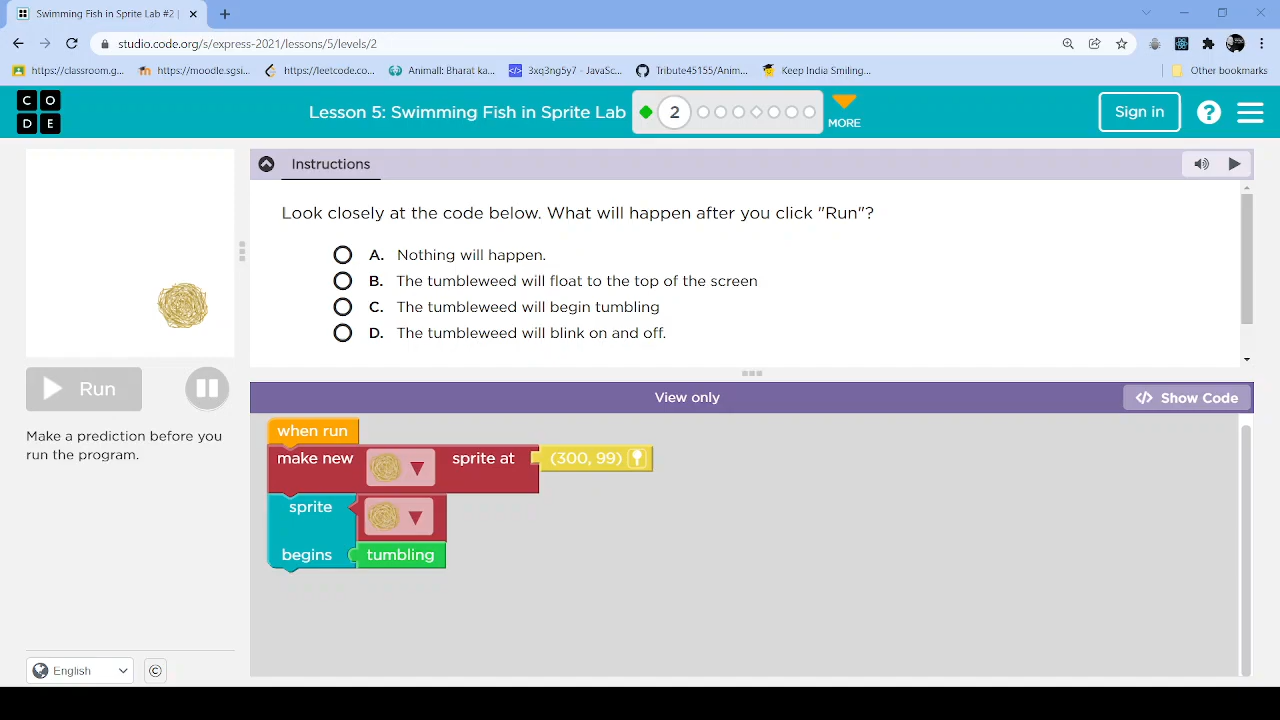 Swimming Fish in Sprite Lab #2 |
studio.code.org/s/express-2021/lessons/5/levels/2
https://classroom.g...
https://moodle.sgsi...
https://leetcode.co...
Animall: Bharat ka...
3xq3ng5y7 - JavaSc...
Tribute45155/Anim...
Keep India Smiling...
Other bookmarks
C O
D E
Lesson 5: Swimming Fish in Sprite Lab
2
MORE
Sign in
?
Instructions
Look closely at the code below. What will happen after you click "Run"?
A. Nothing will happen.
B. The tumbleweed will float to the top of the screen
C. The tumbleweed will begin tumbling
D. The tumbleweed will blink on and off.
Run
Make a prediction before you
run the program.
View only
</> Show Code
when run
make new sprite at (300, 99)
sprite
begins tumbling
English
©